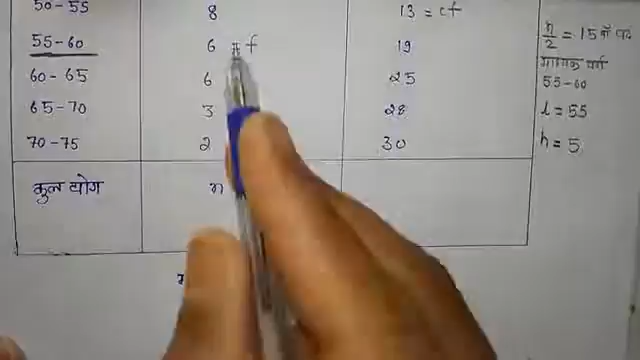 50-55 8 13 = cf
55-60 6 = f 19
60-65 6 25
65-70 3 28
70-75 2 30
कुल योग n
n/2 = 15 वाँ पद
माध्यक वर्ग
55-60
l = 55
h = 5